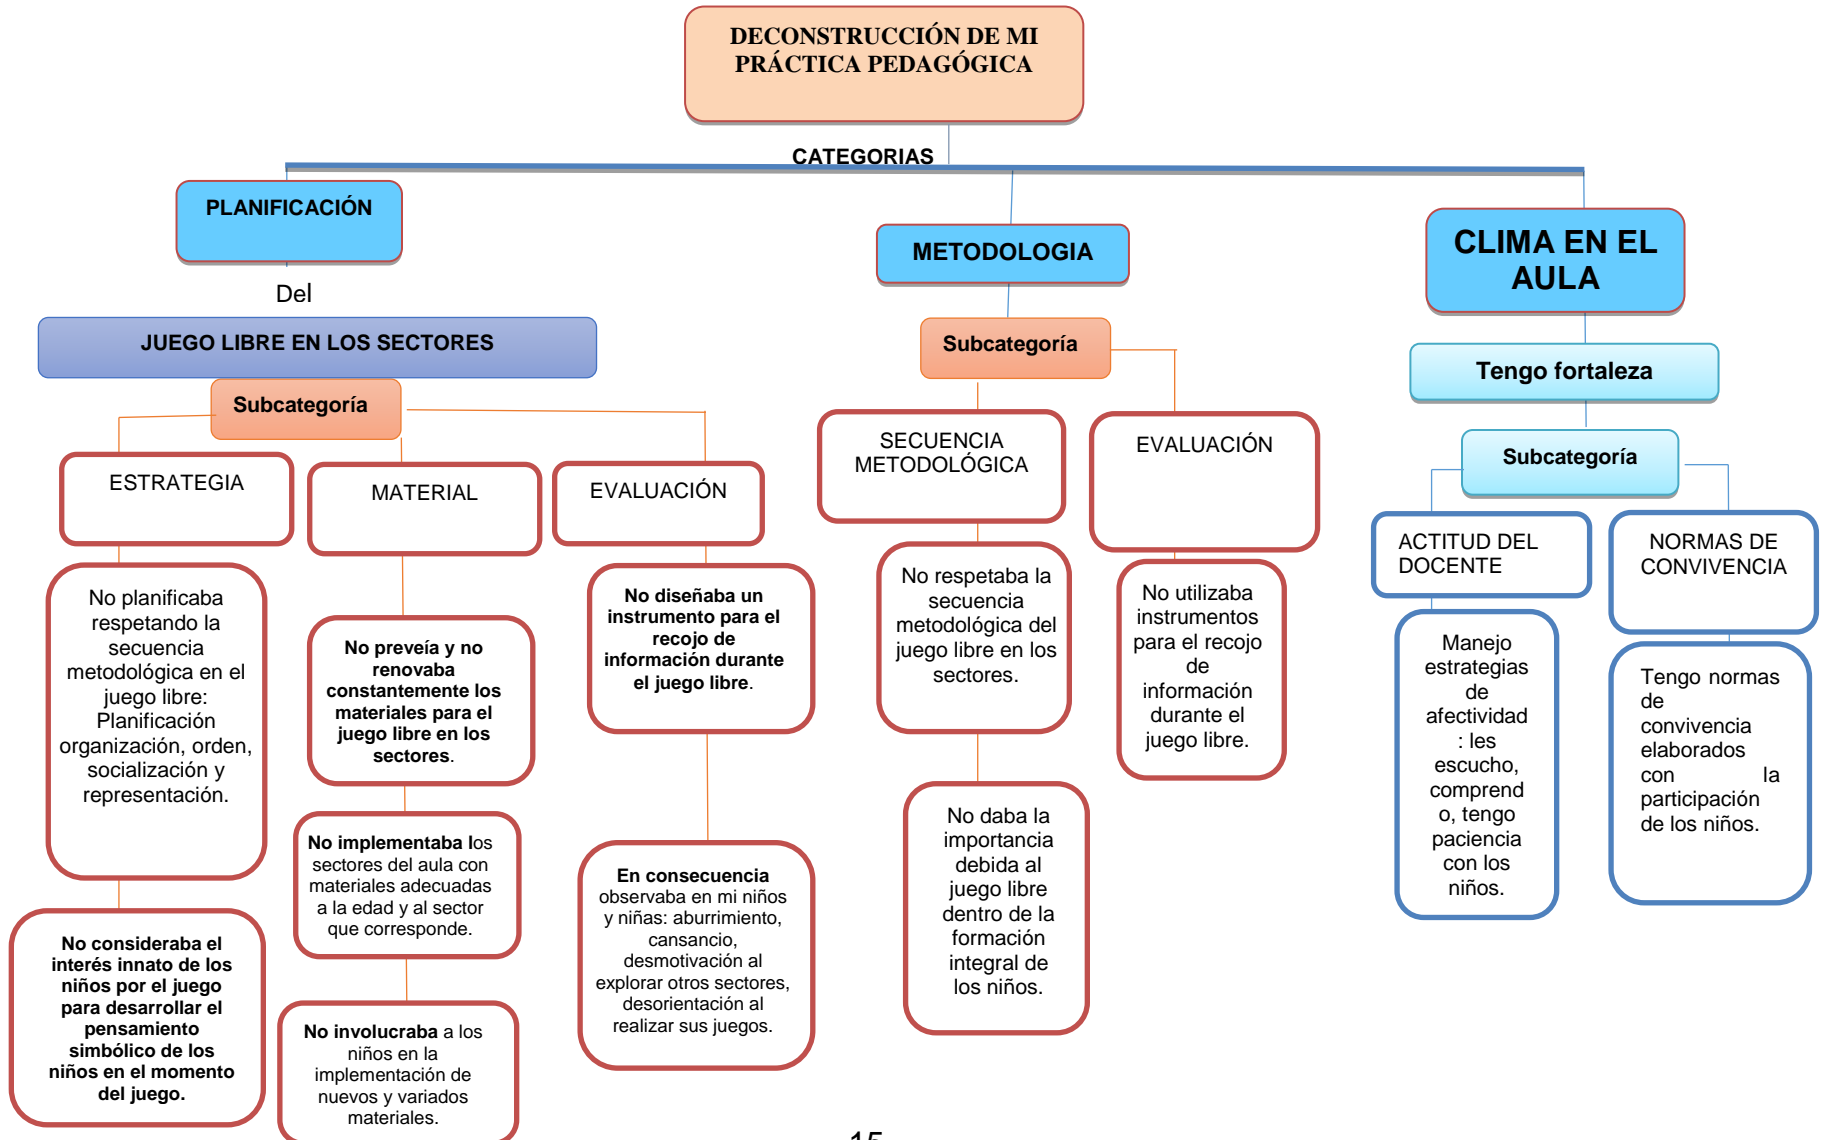 DECONSTRUCCIÓN DE MI
PRÁCTICA PEDAGÓGICA
CATEGORIAS
PLANIFICACIÓN
Del
JUEGO LIBRE EN LOS SECTORES
Subcategoría
ESTRATEGIA
No planificaba
respetando la
secuencia
metodológica en el
juego libre:
Planificación
organización, orden,
socialización y
representación.
No consideraba el
interés innato de los
niños por el juego
para desarrollar el
pensamiento
simbólico de los
niños en el momento
del juego.
MATERIAL
No preveía y no
renovaba
constantemente los
materiales para el
juego libre en los
sectores.
No implementaba los
sectores del aula con
materiales adecuadas
a la edad y al sector
que corresponde.
No involucraba a los
niños en la
implementación de
nuevos y variados
materiales.
EVALUACIÓN
No diseñaba un
instrumento para el
recojo de
información durante
el juego libre.
En consecuencia
observaba en mi niños
y niñas: aburrimiento,
cansancio,
desmotivación al
explorar otros sectores,
desorientación al
realizar sus juegos.
METODOLOGIA
Subcategoría
SECUENCIA
METODOLÓGICA
No respetaba la
secuencia
metodológica del
juego libre en los
sectores.
No daba la
importancia
debida al
juego libre
dentro de la
formación
integral de
los niños.
EVALUACIÓN
No utilizaba
instrumentos
para el recojo
de
información
durante el
juego libre.
CLIMA EN EL
AULA
Tengo fortaleza
Subcategoría
ACTITUD DEL
DOCENTE
Manejo
estrategias
de
afectividad
: les
escucho,
comprend
o, tengo
paciencia
con los
niños.
NORMAS DE
CONVIVENCIA
Tengo normas
de
convivencia
elaborados
con la
participación
de los niños.
15